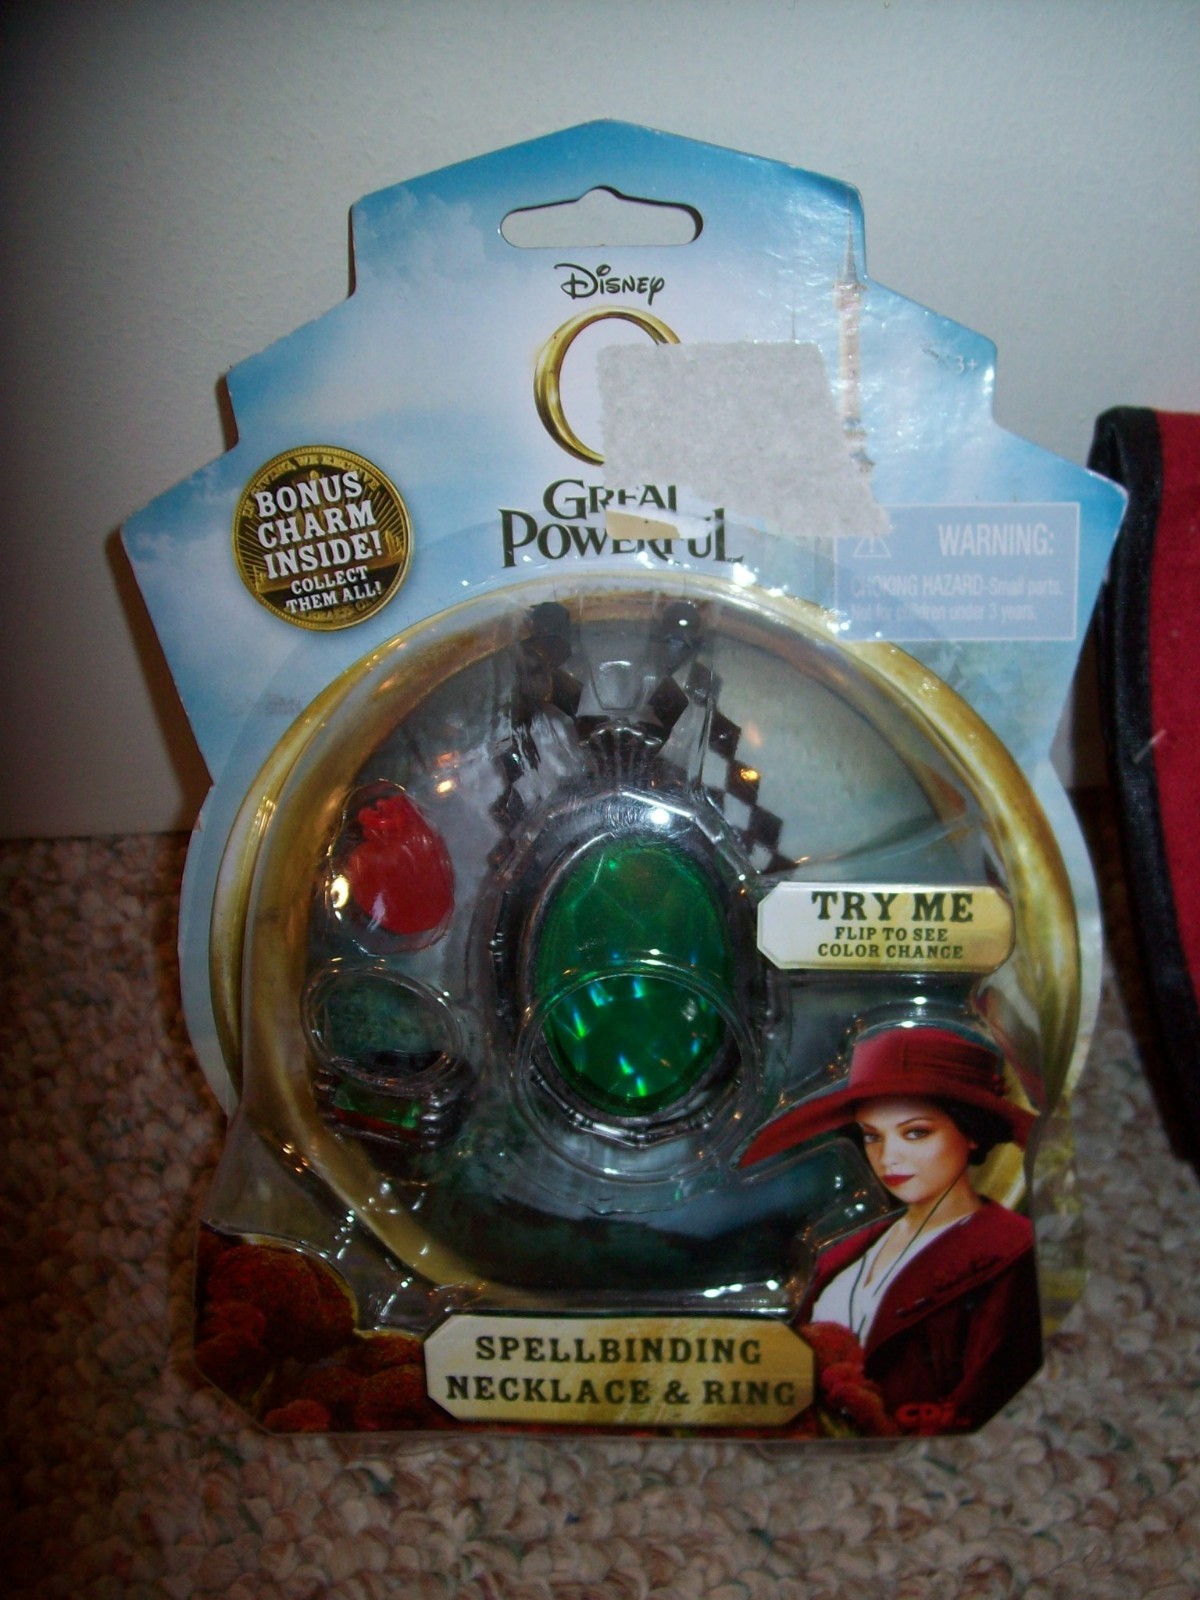 Disney
3+
GREAT
POWERFUL
BONUS
CHARM
INSIDE!
COLLECT
THEM ALL!
WARNING:
CHOKING HAZARD-Small parts.
Not for children under 3 years.
TRY ME
FLIP TO SEE
COLOR CHANGE
SPELLBINDING
NECKLACE & RING
CDI